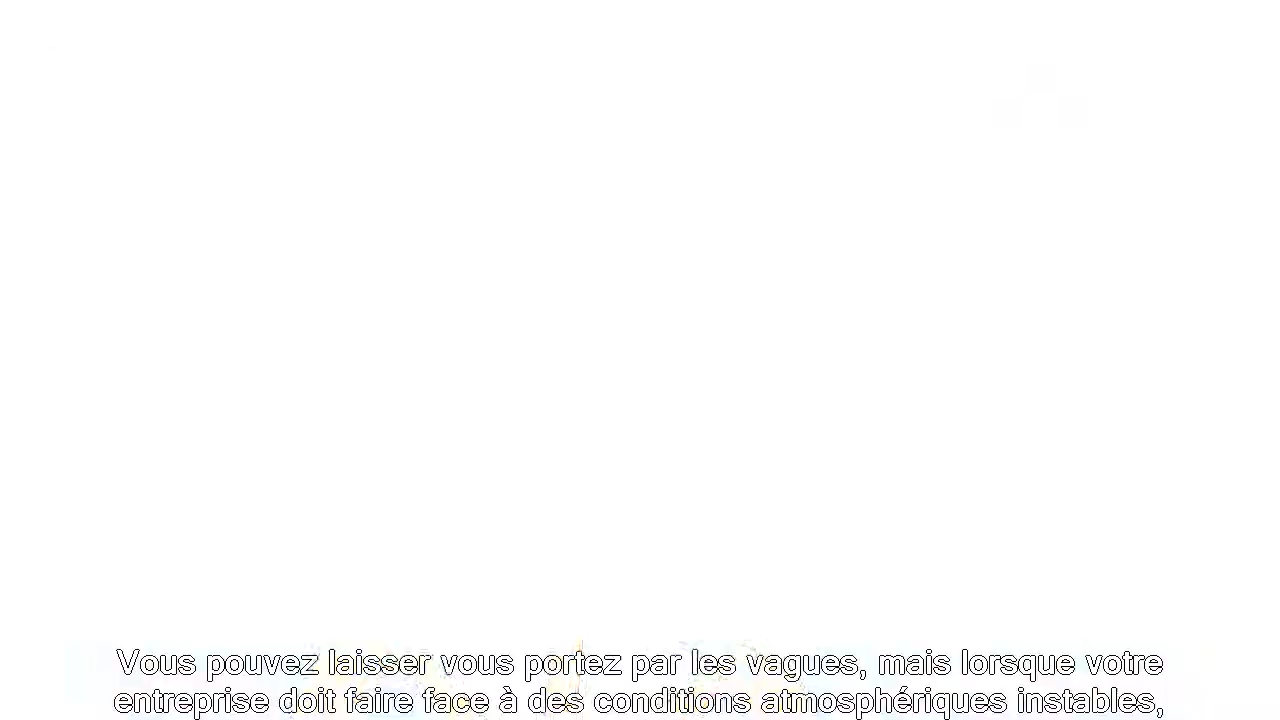 Vous pouvez laisser vous portez par les vagues, mais lorsque votre
entreprise doit faire face à des conditions atmosphériques instables,